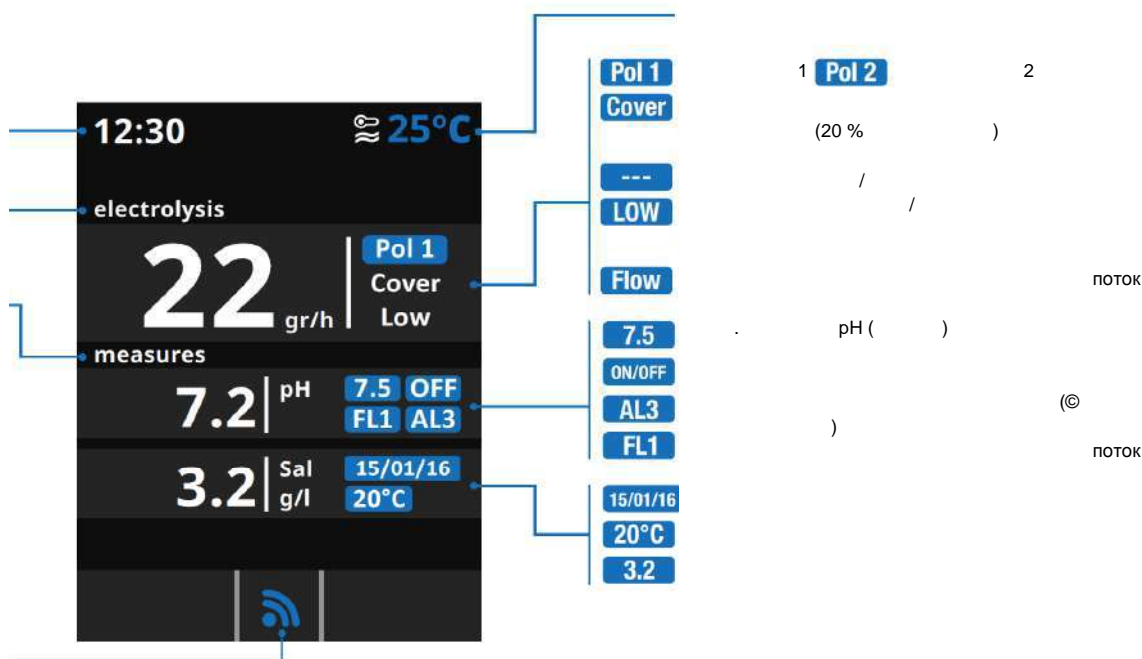 12:30 25°C
electrolysis
22 gr/h
Pol 1
Cover
Low
measures
7.2 pH 7.5 OFF
FL1 AL3
3.2 Sal g/l 15/01/16
20°C
Pol 1 1 Pol 2 2
Cover
(20 % )
--- /
LOW /
Flow поток
7.5 . pH ( )
ON/OFF
AL3 (©
)
FL1 поток
15/01/16
20°C
3.2